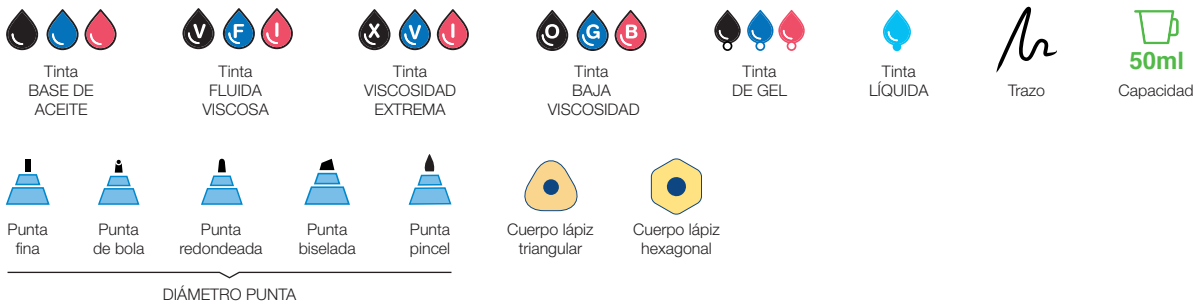 V F I
X V I
O G B
50ml
Tinta
BASE DE
ACEITE
Tinta
FLUIDA
VISCOSA
Tinta
VISCOSIDAD
EXTREMA
Tinta
BAJA
VISCOSIDAD
Tinta
DE GEL
Tinta
LÍQUIDA
Trazo
Capacidad
Punta
fina
Punta
de bola
Punta
redondeada
Punta
biselada
Punta
pincel
Cuerpo lápiz
triangular
Cuerpo lápiz
hexagonal
DIÁMETRO PUNTA